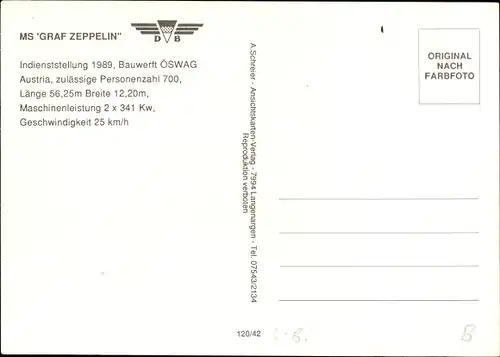 MS "GRAF ZEPPELIN"
D B
Indienststellung 1989, Bauwerft ÖSWAG
Austria, zulässige Personenzahl 700,
Länge 56,25m Breite 12,20m,
Maschinenleistung 2 x 341 Kw,
Geschwindigkeit 25 km/h
A.Schreier - Ansichtskarten-Verlag - 7994 Langenargen - Tel. 07543/2134
Reproduktion verboten
ORIGINAL
NACH
FARBFOTO
120/42